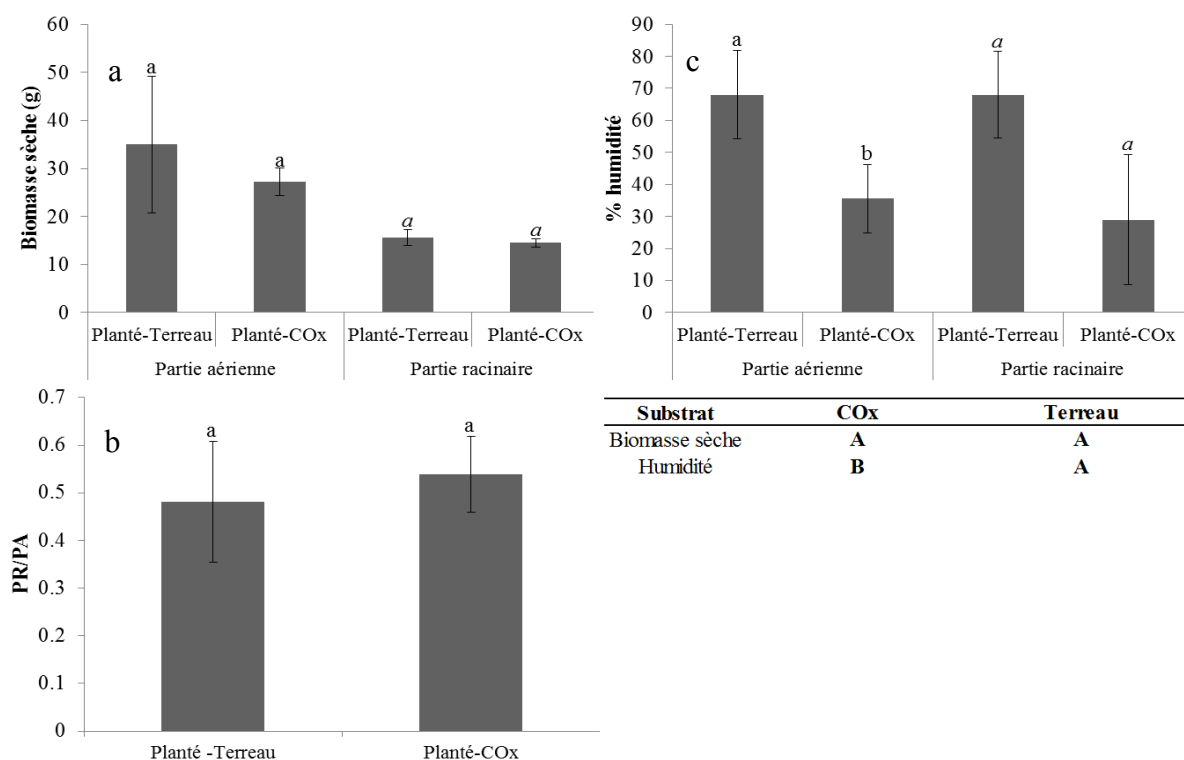 60
50
40
30
20
10
0
Biomasse sèche (g)
a
a
a
a
a
Planté-Terreau Planté-COx Planté-Terreau Planté-COx
Partie aérienne Partie racinaire
90
80
70
60
50
40
30
20
10
0
% humidité
c
a
b
a
a
Planté-Terreau Planté-COx Planté-Terreau Planté-COx
Partie aérienne Partie racinaire
0.7
0.6
0.5
0.4
0.3
0.2
0.1
0
PR/PA
b
a
a
Planté -Terreau Planté-COx
Substrat COx Terreau
Biomasse sèche A A
Humidité B A